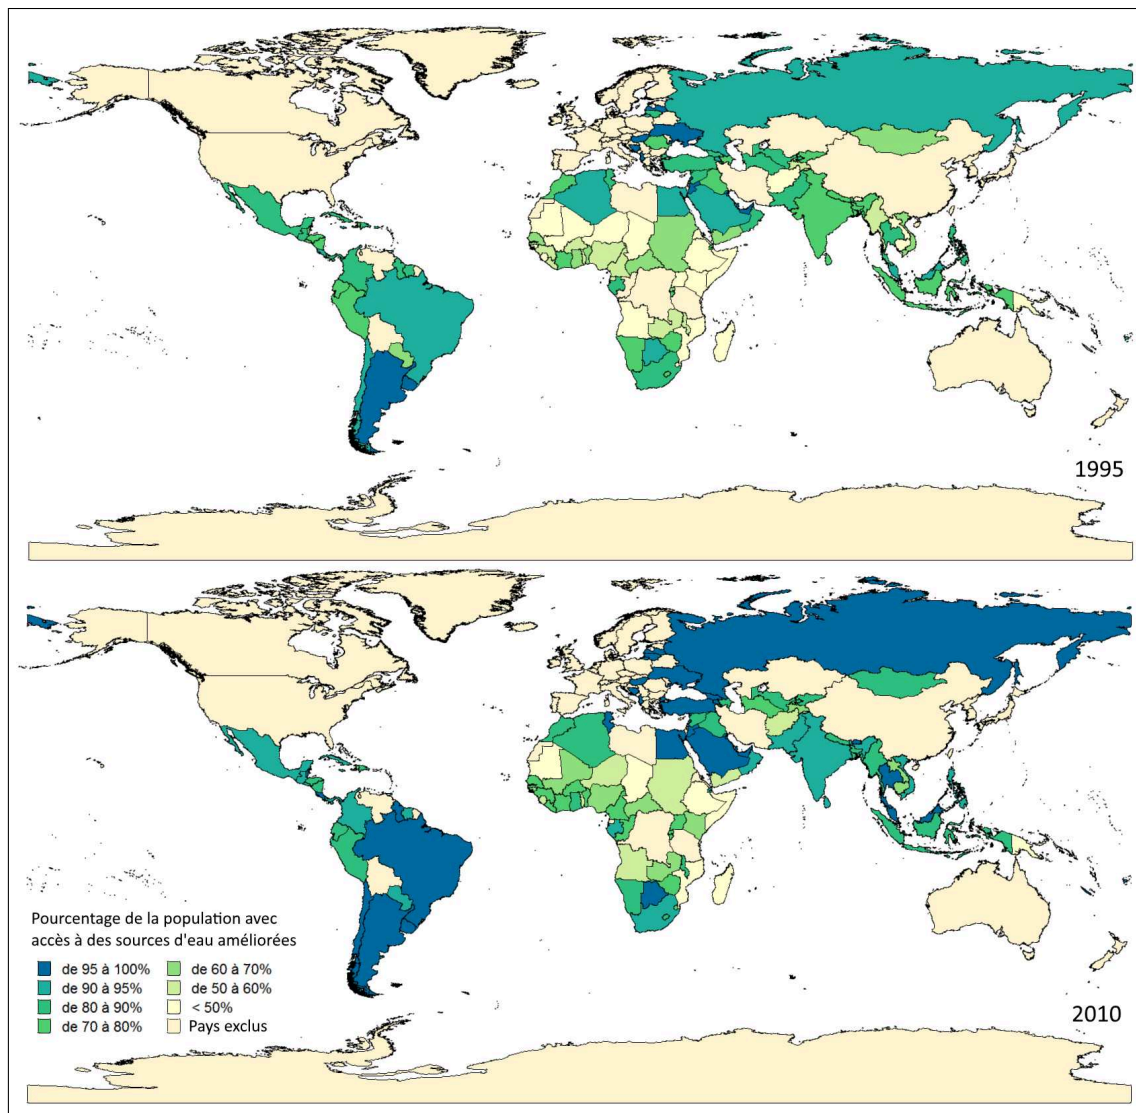 1995
Pourcentage de la population avec
accès à des sources d'eau améliorées
de 95 à 100%
de 90 à 95%
de 80 à 90%
de 70 à 80%
de 60 à 70%
de 50 à 60%
< 50%
Pays exclus
2010